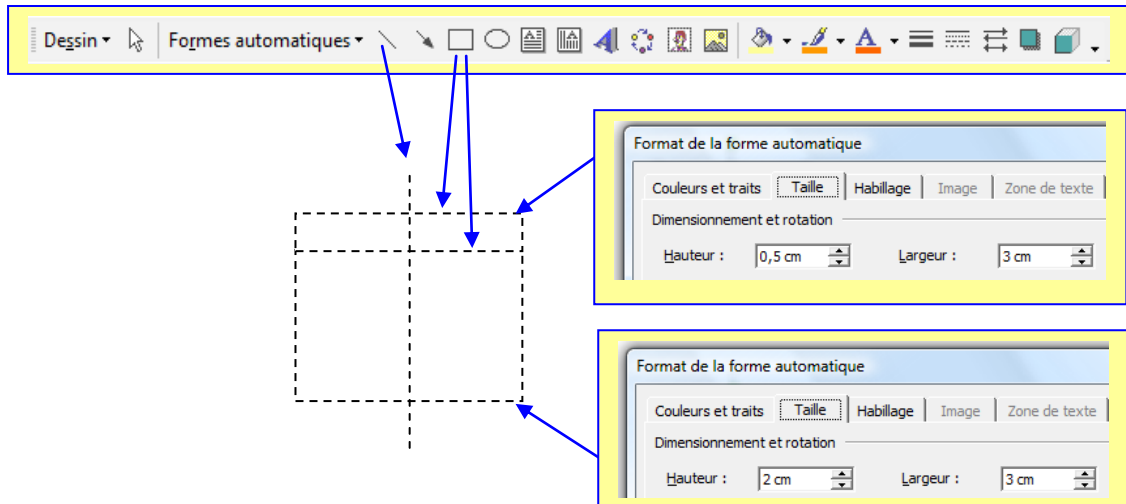 Dessin Formes automatiques
Format de la forme automatique
Couleurs et traits Taille Habillage Image Zone de texte
Dimensionnement et rotation
Hauteur : 0,5 cm Largeur : 3 cm
Format de la forme automatique
Couleurs et traits Taille Habillage Image Zone de texte
Dimensionnement et rotation
Hauteur : 2 cm Largeur : 3 cm